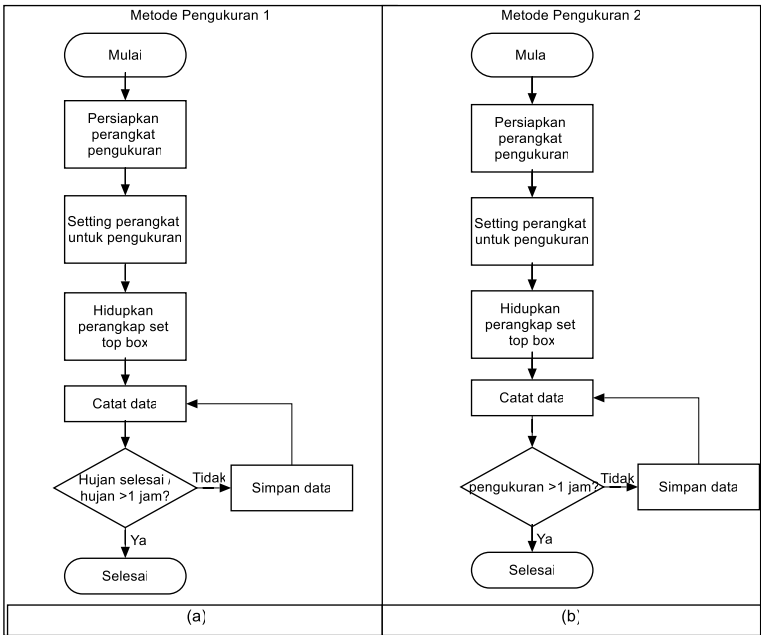 Metode Pengukuran 1
Mulai
Persiapkan
perangkat
pengukuran
Setting perangkat
untuk pengukuran
Hidupkan
perangkap set
top box
Catat data
Hujan selesai /
hujan >1 jam?
Tidak
Simpan data
Ya
Selesai
(a)
Metode Pengukuran 2
Mula
Persiapkan
perangkat
pengukuran
Setting perangkat
untuk pengukuran
Hidupkan
perangkap set
top box
Catat data
pengukuran >1 jam?
Tidak
Simpan data
Ya
Selesai
(b)